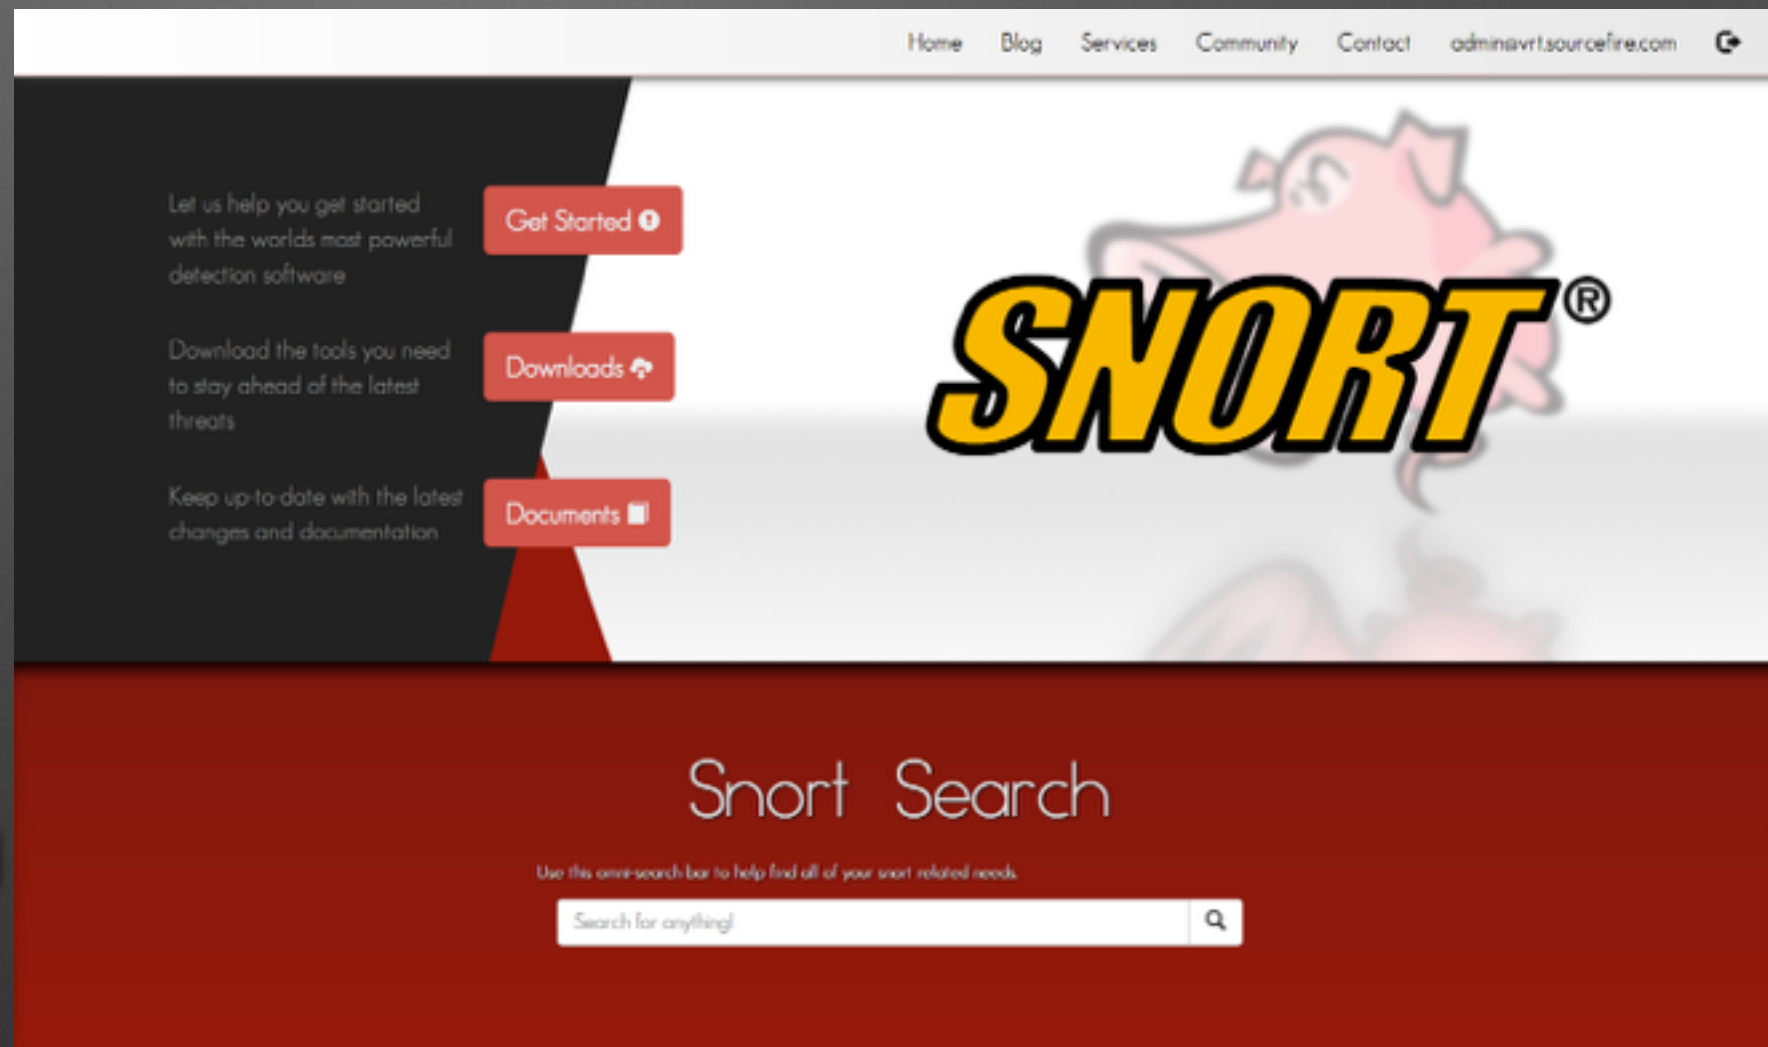 Home Blog Services Community Contact admin@vrt.sourcefire.com
Let us help you get started
with the worlds most powerful
detection software
Get Started
Download the tools you need
to stay ahead of the latest
threats
Downloads
Keep up-to-date with the latest
changes and documentation
Documents
SNORT®
Snort Search
Use this omni-search bar to help find all of your snort related needs.
Search for anything!